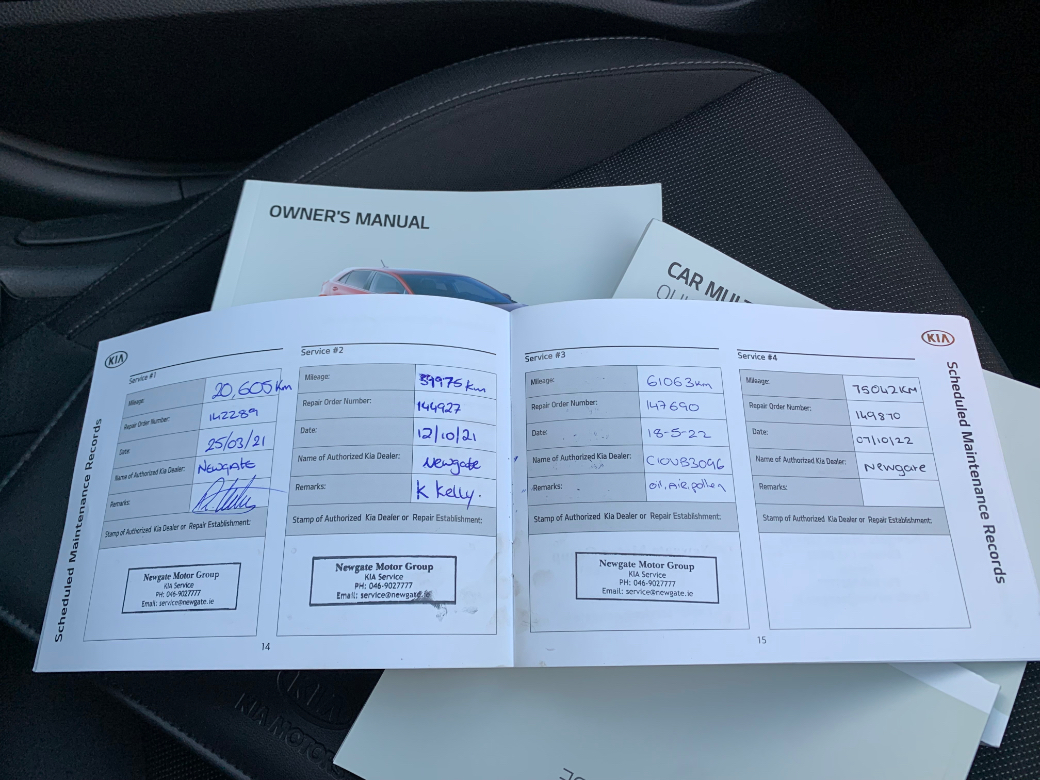 OWNER'S MANUAL
CAR MULT
KIA
Scheduled Maintenance Records
Service #1
Mileage: 20,605 Km
Repair Order Number: 142289
Date: 25/03/21
Name of Authorized Kia Dealer: Newgate
Remarks:
Stamp of Authorized Kia Dealer or Repair Establishment:
Newgate Motor Group
KIA Service
PH: 046-9027777
Email: service@newgate.ie
Service #2
Mileage: 39975 Km
Repair Order Number: 144927
Date: 12/10/21
Name of Authorized Kia Dealer: Newgate
Remarks: K Kelly.
Stamp of Authorized Kia Dealer or Repair Establishment:
Newgate Motor Group
KIA Service
PH: 046-9027777
Email: service@newgate.ie
14
Service #3
Mileage: 61063 Km
Repair Order Number: 147690
Date: 18-5-22
Name of Authorized Kia Dealer:
Remarks: oil, Air, pollen
Stamp of Authorized Kia Dealer or Repair Establishment:
Newgate Motor Group
KIA Service
PH: 046-9027777
Email: service@newgate.ie
Service #4
Mileage: 75042 KM
Repair Order Number: 149870
Date: 07/10/22
Name of Authorized Kia Dealer: Newgate
Remarks:
Stamp of Authorized Kia Dealer or Repair Establishment:
15
KIA
Scheduled Maintenance Records
KIA
KIA MOTOR